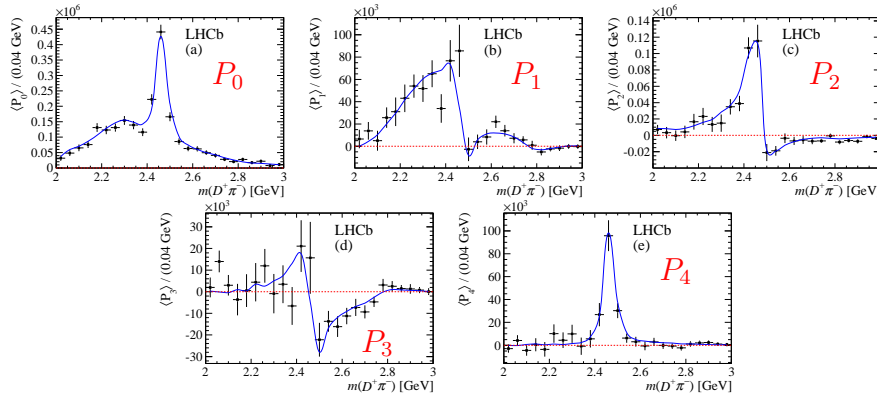 ×10⁶
LHCb
(a)
P₀
⟨P₀⟩ / (0.04 GeV)
0.45
0.4
0.35
0.3
0.25
0.2
0.15
0.1
0.05
0
2 2.2 2.4 2.6 2.8 3
m(D⁺π⁻) [GeV]
×10³
LHCb
(b)
P₁
⟨P₁⟩ / (0.04 GeV)
100
80
60
40
20
0
-20
2 2.2 2.4 2.6 2.8 3
m(D⁺π⁻) [GeV]
×10⁶
LHCb
(c)
P₂
⟨P₂⟩ / (0.04 GeV)
0.14
0.12
0.1
0.08
0.06
0.04
0.02
0
-0.02
2 2.2 2.4 2.6 2.8
m(D⁺π⁻) [GeV]
×10³
LHCb
(d)
P₃
⟨P₃⟩ / (0.04 GeV)
30
20
10
0
-10
-20
-30
2 2.2 2.4 2.6 2.8 3
m(D⁺π⁻) [GeV]
×10³
LHCb
(e)
P₄
⟨P₄⟩ / (0.04 GeV)
100
80
60
40
20
0
2 2.2 2.4 2.6 2.8 3
m(D⁺π⁻) [GeV]